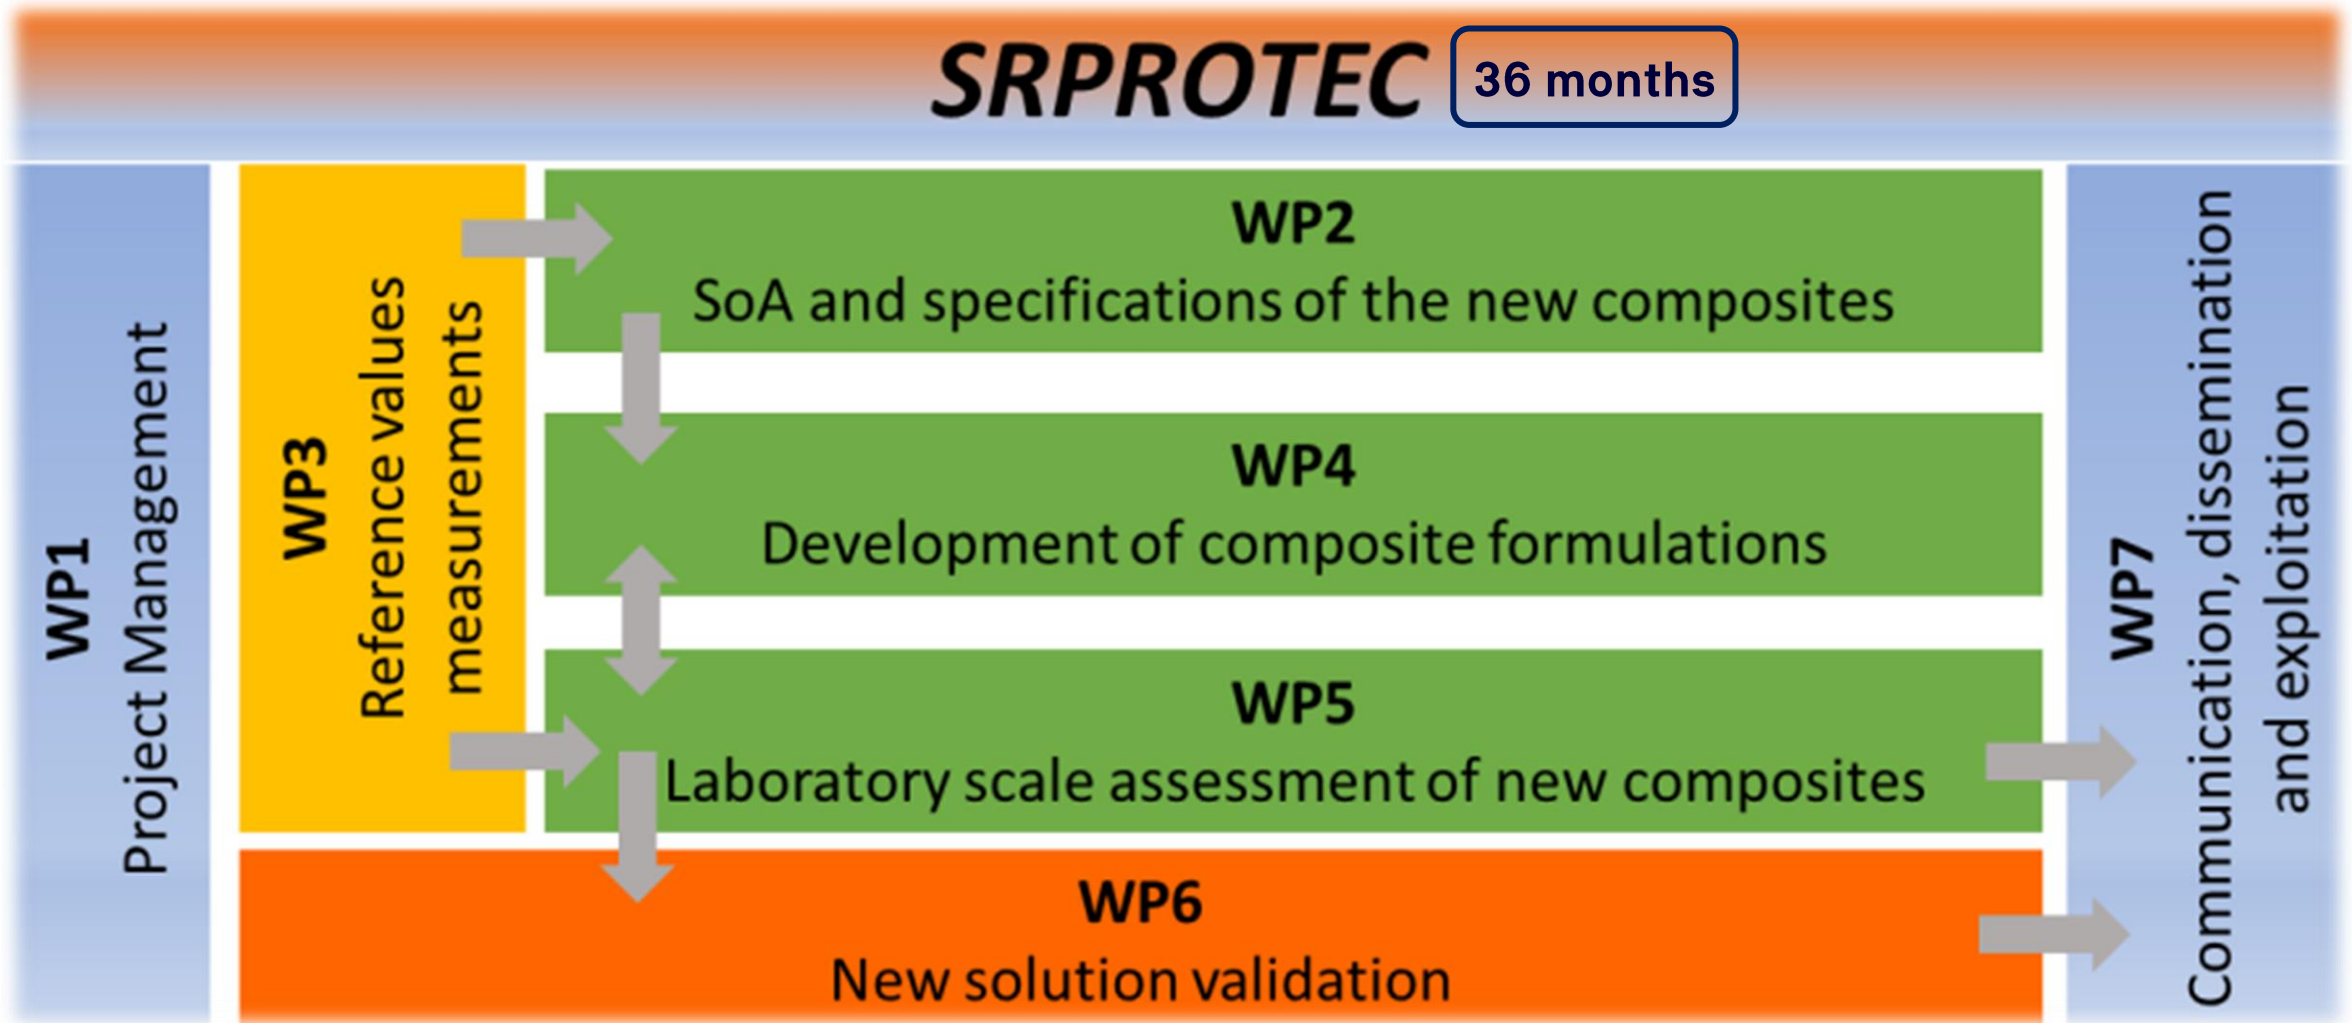 SRPROTEC
36 months
WP1
Project Management
WP3
Reference values
measurements
WP2
SoA and specifications of the new composites
WP4
Development of composite formulations
WP5
Laboratory scale assessment of new composites
WP6
New solution validation
WP7
Communication, dissemination
and exploitation